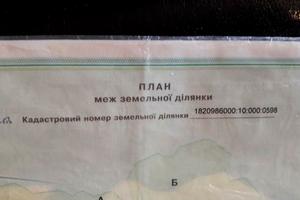 ПЛАН
меж земельної ділянки
Кадастровий номер земельної ділянки 1820986000:10:000:0598
Б
А